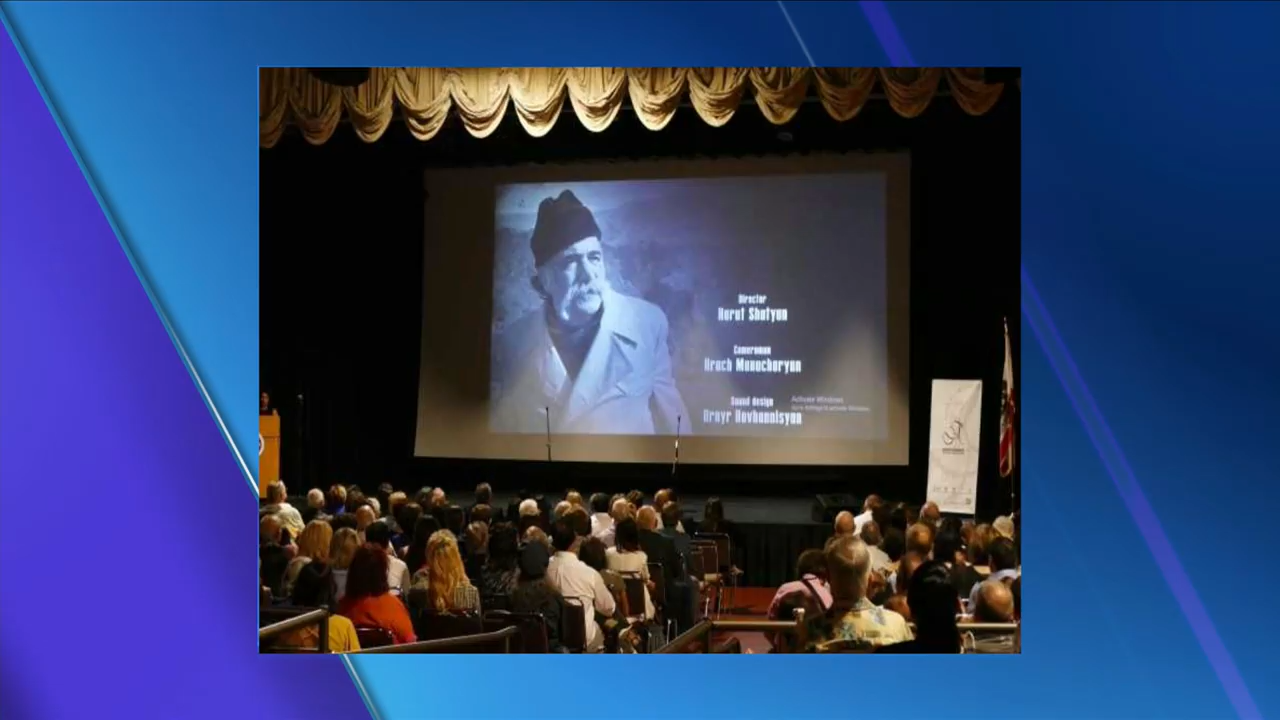 Director
Harut Shatyan
Cameraman
Hrach Manucharyan
Sound design
Hrayr Hovhannisyan
Activate Windows